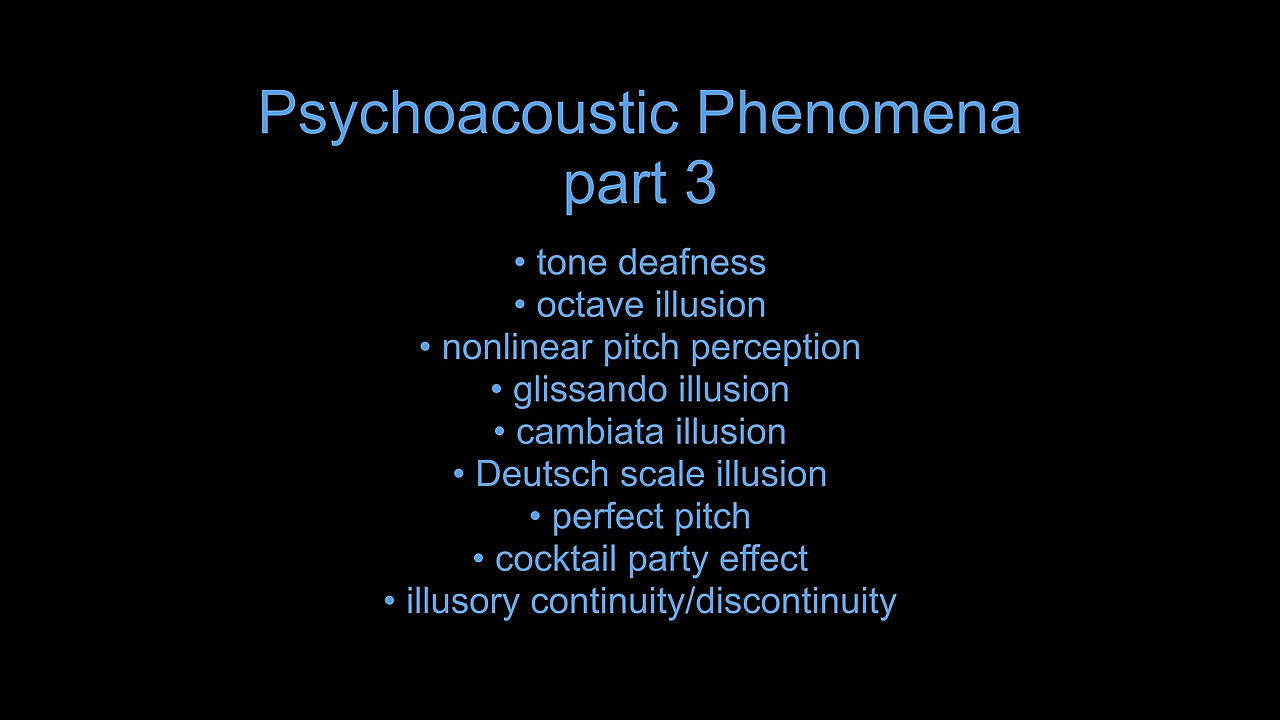 Psychoacoustic Phenomena
part 3
• tone deafness
• octave illusion
• nonlinear pitch perception
• glissando illusion
• cambiata illusion
• Deutsch scale illusion
• perfect pitch
• cocktail party effect
• illusory continuity/discontinuity